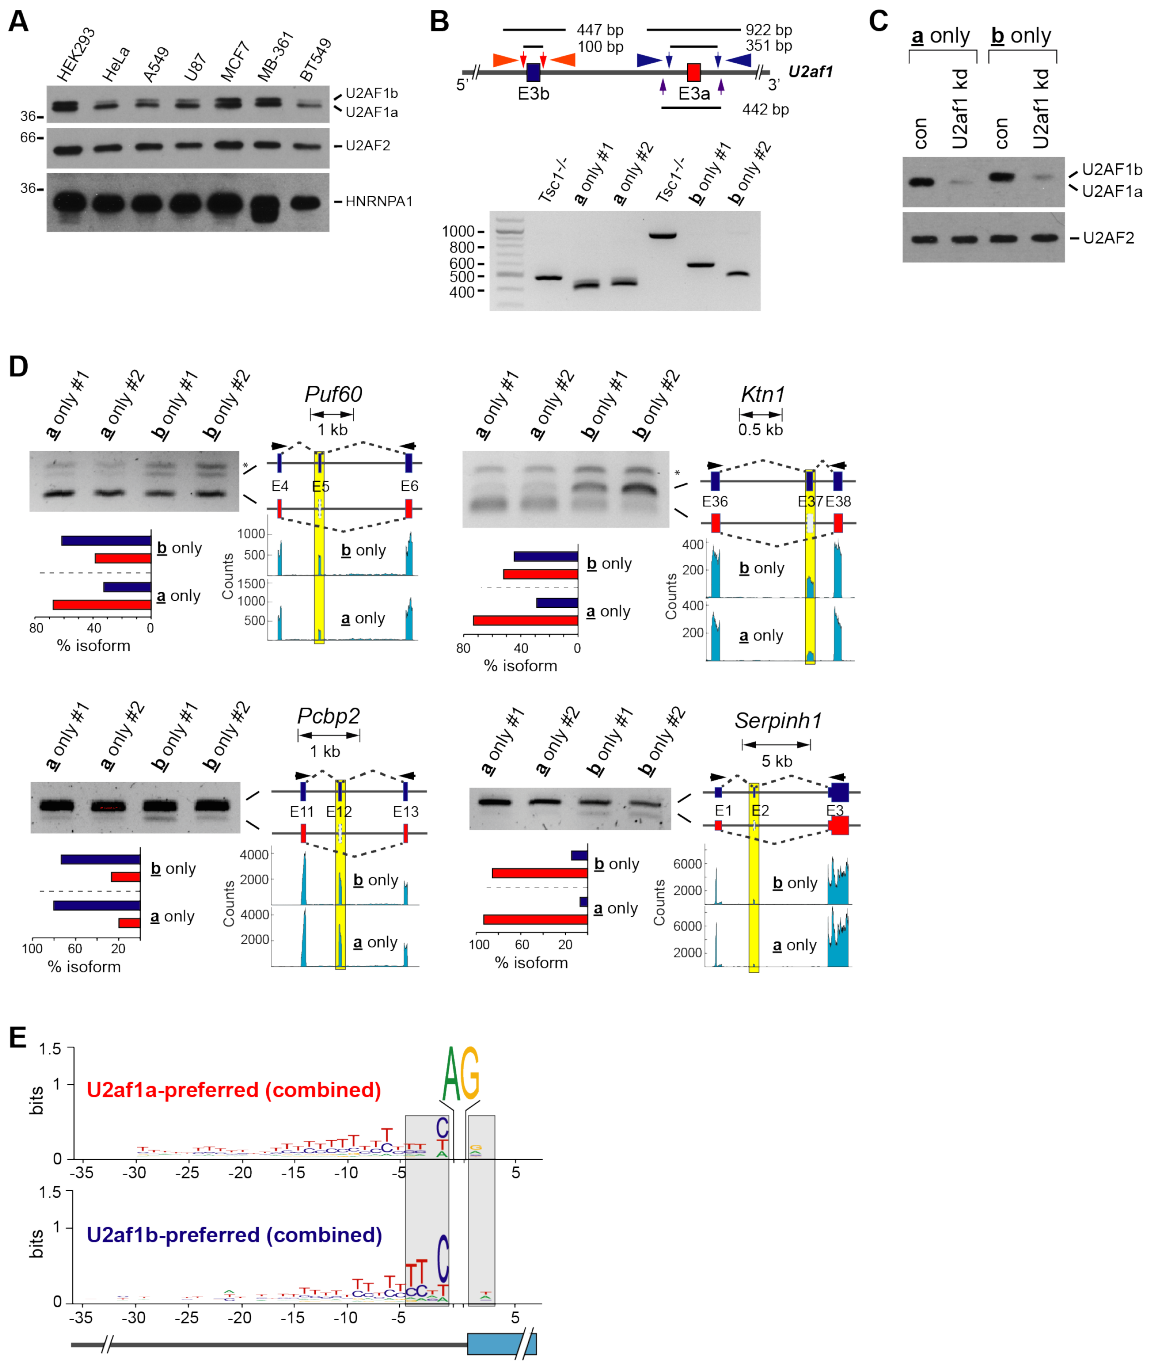 A
HEK293
HeLa
A549
U87
MCF7
MB-361
BT549
U2AF1b
U2AF1a
36
66
U2AF2
36
HNRNPA1
B
447 bp
100 bp
922 bp
351 bp
5'
E3b
E3a
3'
U2af1
442 bp
Tsc1-/-
a only #1
a only #2
Tsc1-/-
b only #1
b only #2
1000
800
600
500
400
C
a only
b only
con
U2af1 kd
con
U2af1 kd
U2AF1b
U2AF1a
U2AF2
D
a only #1
a only #2
b only #1
b only #2
Puf60
1 kb
*
E4
E5
E6
b only
a only
80
40
0
% isoform
Counts
1000
500
b only
1500
1000
500
a only
a only #1
a only #2
b only #1
b only #2
Ktn1
0.5 kb
*
E36
E37
E38
b only
a only
80
40
0
% isoform
Counts
400
200
b only
400
200
a only
a only #1
a only #2
b only #1
b only #2
Pcbp2
1 kb
E11
E12
E13
b only
a only
100
60
20
% isoform
Counts
4000
2000
b only
4000
2000
a only
a only #1
a only #2
b only #1
b only #2
Serpinh1
5 kb
E1
E2
E3
b only
a only
100
60
20
% isoform
Counts
6000
2000
b only
6000
2000
a only
E
1.5
1
0
bits
U2af1a-preferred (combined)
AG
-35
-30
-25
-20
-15
-10
-5
5
1.5
1
0
bits
U2af1b-preferred (combined)
-35
-30
-25
-20
-15
-10
-5
5